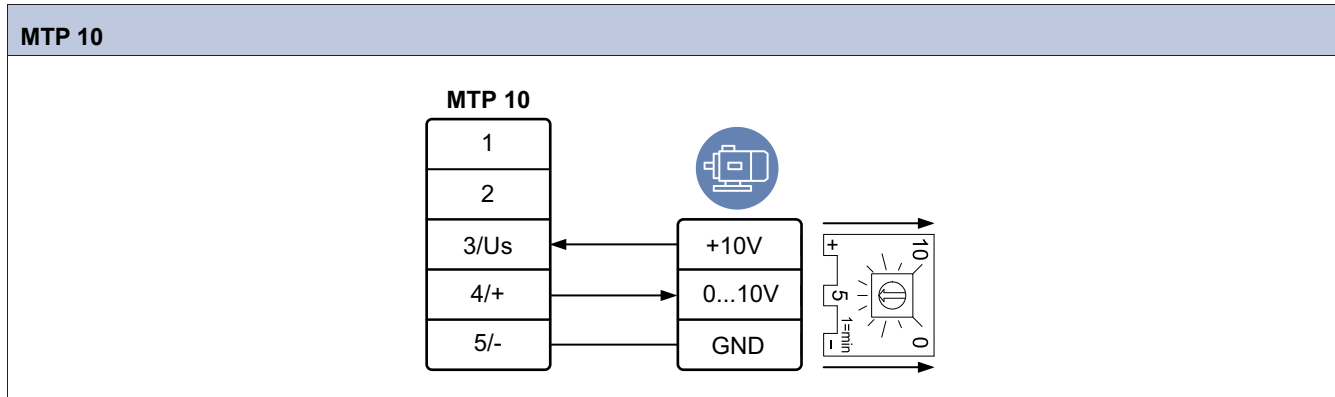 MTP 10
MTP 10
1
2
3/Us
4/+
5/-
+10V
0...10V
GND
+
10
5
1=min
-
0